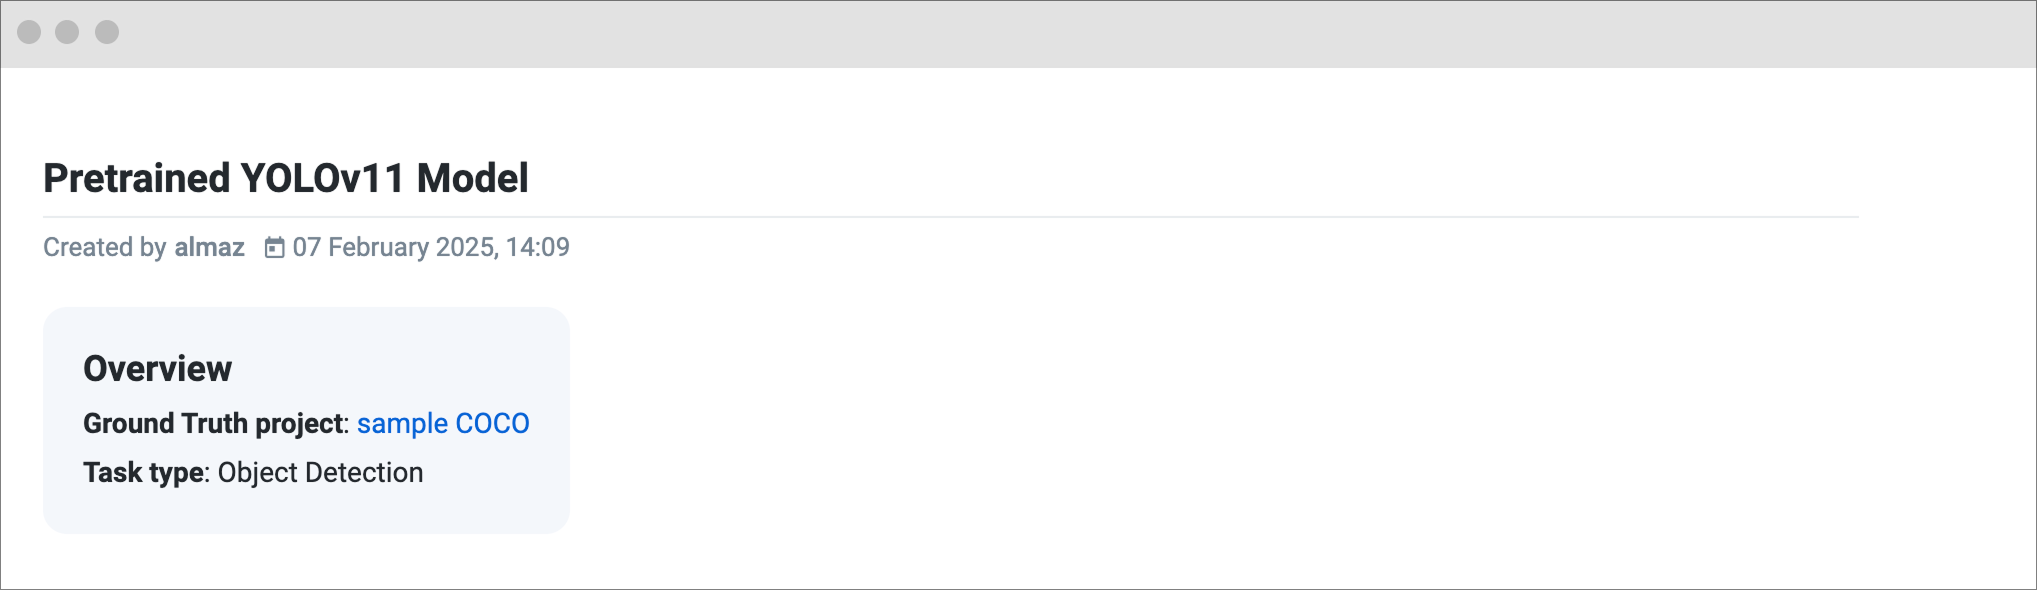 Pretrained YOLOv11 Model
Created by almaz 07 February 2025, 14:09
Overview
Ground Truth project: sample COCO
Task type: Object Detection